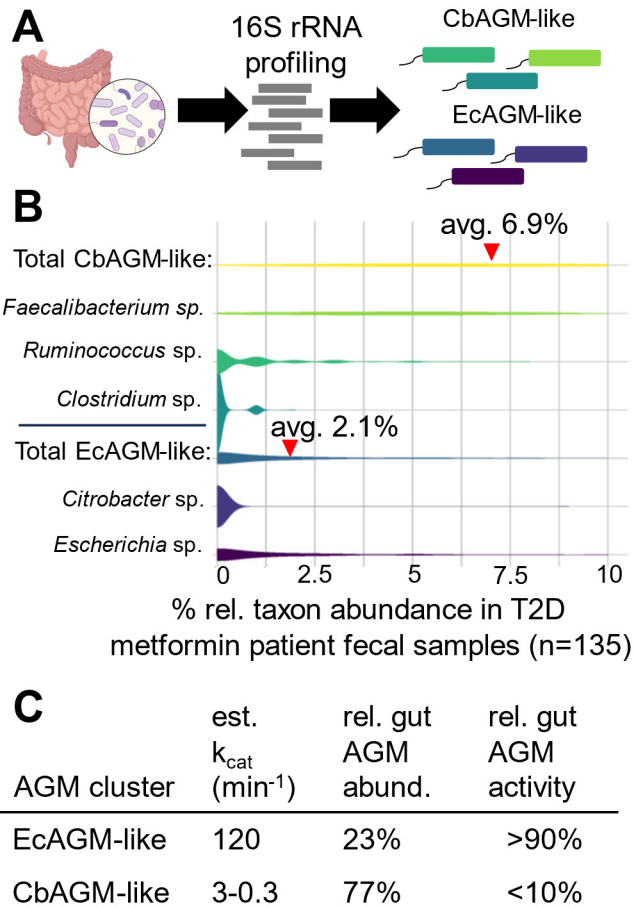 A
16S rRNA
profiling
CbAGM-like
EcAGM-like
B
avg. 6.9%
Total CbAGM-like:
Faecalibacterium sp.
Ruminococcus sp.
Clostridium sp.
avg. 2.1%
Total EcAGM-like:
Citrobacter sp.
Escherichia sp.
0 2.5 5 7.5 10
% rel. taxon abundance in T2D
metformin patient fecal samples (n=135)
C
est. rel. gut rel. gut
kcat AGM AGM
AGM cluster (min-1) abund. activity
EcAGM-like 120 23% >90%
CbAGM-like 3-0.3 77% <10%